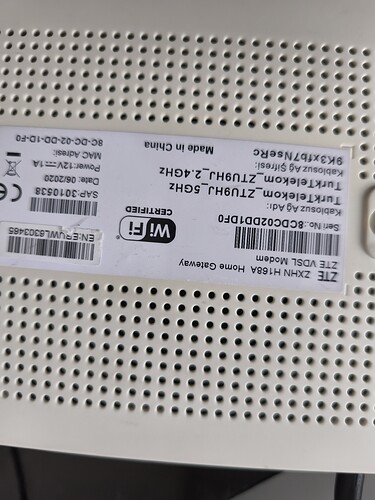 ZTE ZXHN H168A Home Gateway
ZTE VDSL Modem
Seri No:8CDC02DD1DF0
Kablosuz Ağ Adı:
TurkTelekom_ZTU9HJ_5GHz
TurkTelekom_ZTU9HJ_2.4GHz
Kablosuz Ağ Şifresi:
9K3xfb7NseRc
Wi Fi
CERTIFIED
Made in China
EN:EPUWL63003465
SAP:3010538
Date: 08/2020
Power:12V 1A
MAC Adresi:
8C-DC-02-DD-1D-F0
CE